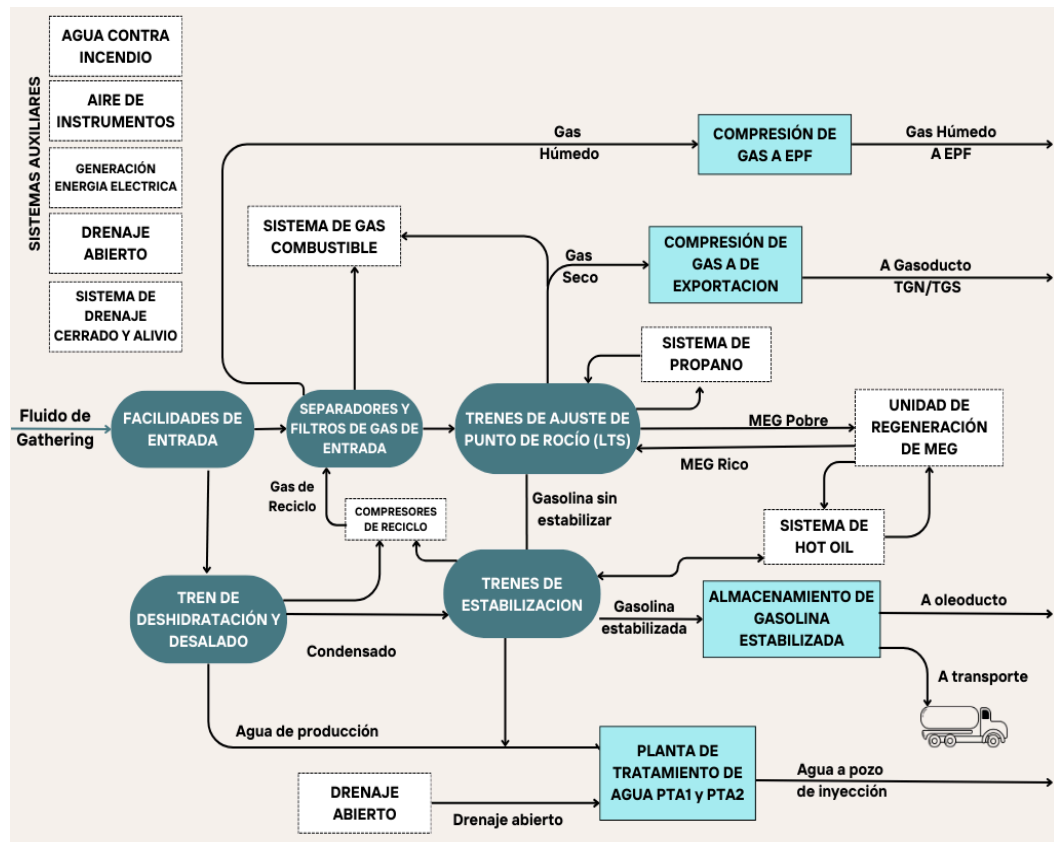 SISTEMAS AUXILIARES
AGUA CONTRA
INCENDIO
AIRE DE
INSTRUMENTOS
GENERACIÓN
ENERGIA ELECTRICA
DRENAJE
ABIERTO
SISTEMA DE
DRENAJE
CERRADO Y ALIVIO
Gas
Húmedo
COMPRESIÓN DE
GAS A EPF
Gas Húmedo
A EPF
SISTEMA DE GAS
COMBUSTIBLE
Gas
Seco
COMPRESIÓN DE
GAS A DE
EXPORTACION
A Gasoducto
TGN/TGS
SISTEMA DE
PROPANO
Fluido de
Gathering
FACILIDADES DE
ENTRADA
SEPARADORES Y
FILTROS DE GAS DE
ENTRADA
TRENES DE AJUSTE DE
PUNTO DE ROCÍO (LTS)
MEG Pobre
MEG Rico
UNIDAD DE
REGENERACIÓN
DE MEG
Gas de
Reciclo
COMPRESORES
DE RECICLO
Gasolina sin
estabilizar
SISTEMA DE
HOT OIL
TREN DE
DESHIDRATACIÓN Y
DESALADO
Condensado
TRENES DE
ESTABILIZACION
Gasolina
estabilizada
ALMACENAMIENTO DE
GASOLINA
ESTABILIZADA
A oleoducto
A transporte
Agua de producción
DRENAJE
ABIERTO
Drenaje abierto
PLANTA DE
TRATAMIENTO DE
AGUA PTA1 y PTA2
Agua a pozo
de inyección